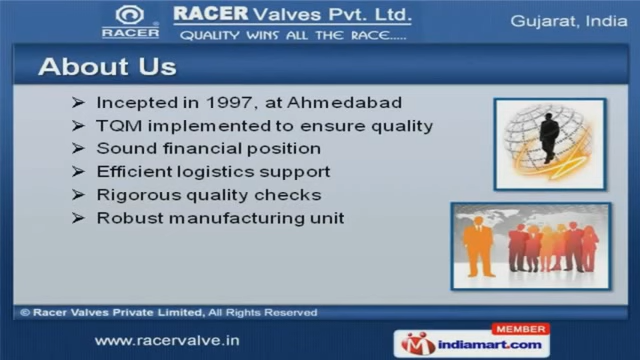 RACER
RACER Valves Pvt. Ltd.
QUALITY WINS ALL THE RACE.....
Gujarat, India
About Us
➤ Incepted in 1997, at Ahmedabad
➤ TQM implemented to ensure quality
➤ Sound financial position
➤ Efficient logistics support
➤ Rigorous quality checks
➤ Robust manufacturing unit
© Racer Valves Private Limited, All Rights Reserved
www.racervalve.in
MEMBER
indiamart.com